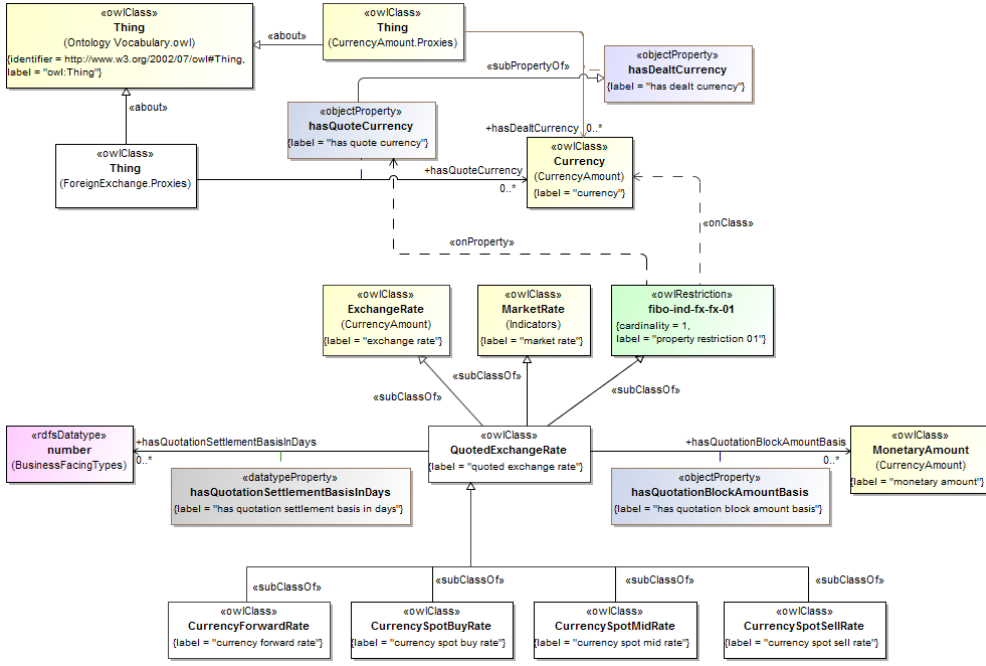 «owlClass»
Thing
(Ontology Vocabulary.owl)
{identifier = http://www.w3.org/2002/07/owl#Thing,
label = "owl:Thing"}
«about»
«owlClass»
Thing
(CurrencyAmount.Proxies)
«subPropertyOf»
«objectProperty»
hasDealtCurrency
{label = "has dealt currency"}
«about»
«objectProperty»
hasQuoteCurrency
{label = "has quote currency"}
+hasDealtCurrency 0..*
«owlClass»
Thing
(ForeignExchange.Proxies)
+hasQuoteCurrency
0..*
«owlClass»
Currency
(CurrencyAmount)
{label = "currency"}
«onProperty»
«onClass»
«owlClass»
ExchangeRate
(CurrencyAmount)
{label = "exchange rate"}
«owlClass»
MarketRate
(Indicators)
{label = "market rate"}
«owlRestriction»
fibo-ind-fx-fx-01
{cardinality = 1,
label = "property restriction 01"}
«subClassOf»
«subClassOf»
«subClassOf»
«rdfsDatatype»
number
(BusinessFacingTypes)
+hasQuotationSettlementBasisInDays
0..*
«owlClass»
QuotedExchangeRate
{label = "quoted exchange rate"}
+hasQuotationBlockAmountBasis
0..*
«owlClass»
MonetaryAmount
(CurrencyAmount)
{label = "monetary amount"}
«datatypeProperty»
hasQuotationSettlementBasisInDays
{label = "has quotation settlement basis in days"}
«objectProperty»
hasQuotationBlockAmountBasis
{label = "has quotation block amount basis"}
«subClassOf»
«subClassOf»
«subClassOf»
«subClassOf»
«owlClass»
CurrencyForwardRate
{label = "currency forward rate"}
«owlClass»
CurrencySpotBuyRate
{label = "currency spot buy rate"}
«owlClass»
CurrencySpotMidRate
{label = "currency spot mid rate"}
«owlClass»
CurrencySpotSellRate
{label = "currency spot sell rate"}